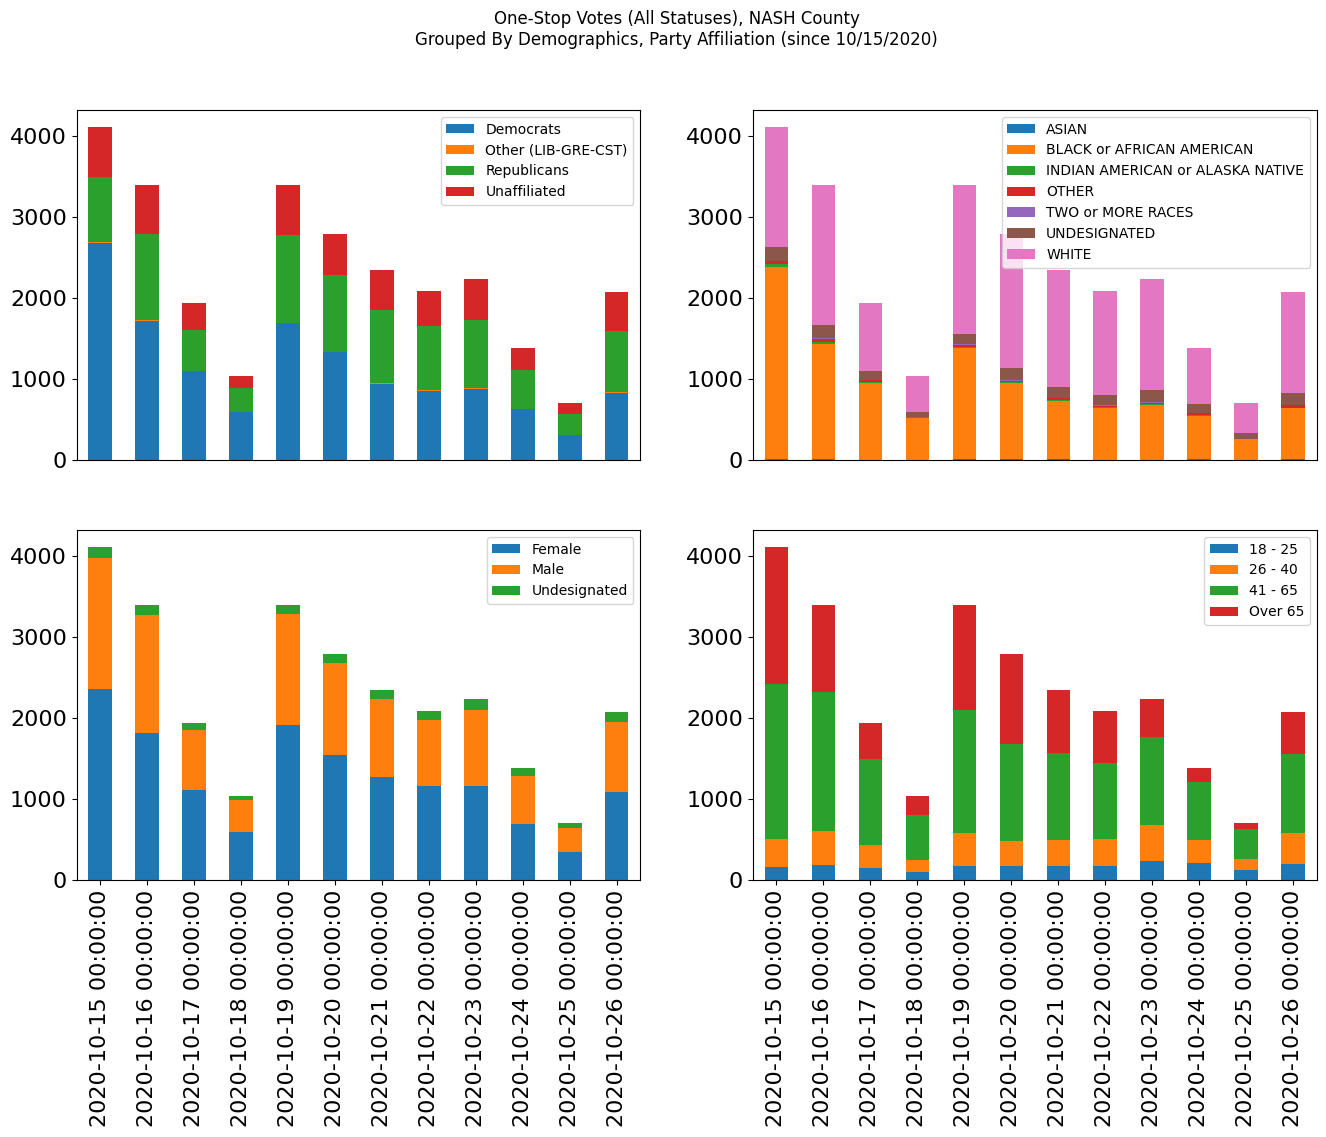 One-Stop Votes (All Statuses), NASH County
Grouped By Demographics, Party Affiliation (since 10/15/2020)
4000
3000
2000
1000
0
Democrats
Other (LIB-GRE-CST)
Republicans
Unaffiliated
4000
3000
2000
1000
0
ASIAN
BLACK or AFRICAN AMERICAN
INDIAN AMERICAN or ALASKA NATIVE
OTHER
TWO or MORE RACES
UNDESIGNATED
WHITE
4000
3000
2000
1000
0
Female
Male
Undesignated
2020-10-15 00:00:00
2020-10-16 00:00:00
2020-10-17 00:00:00
2020-10-18 00:00:00
2020-10-19 00:00:00
2020-10-20 00:00:00
2020-10-21 00:00:00
2020-10-22 00:00:00
2020-10-23 00:00:00
2020-10-24 00:00:00
2020-10-25 00:00:00
2020-10-26 00:00:00
4000
3000
2000
1000
0
18 - 25
26 - 40
41 - 65
Over 65
2020-10-15 00:00:00
2020-10-16 00:00:00
2020-10-17 00:00:00
2020-10-18 00:00:00
2020-10-19 00:00:00
2020-10-20 00:00:00
2020-10-21 00:00:00
2020-10-22 00:00:00
2020-10-23 00:00:00
2020-10-24 00:00:00
2020-10-25 00:00:00
2020-10-26 00:00:00